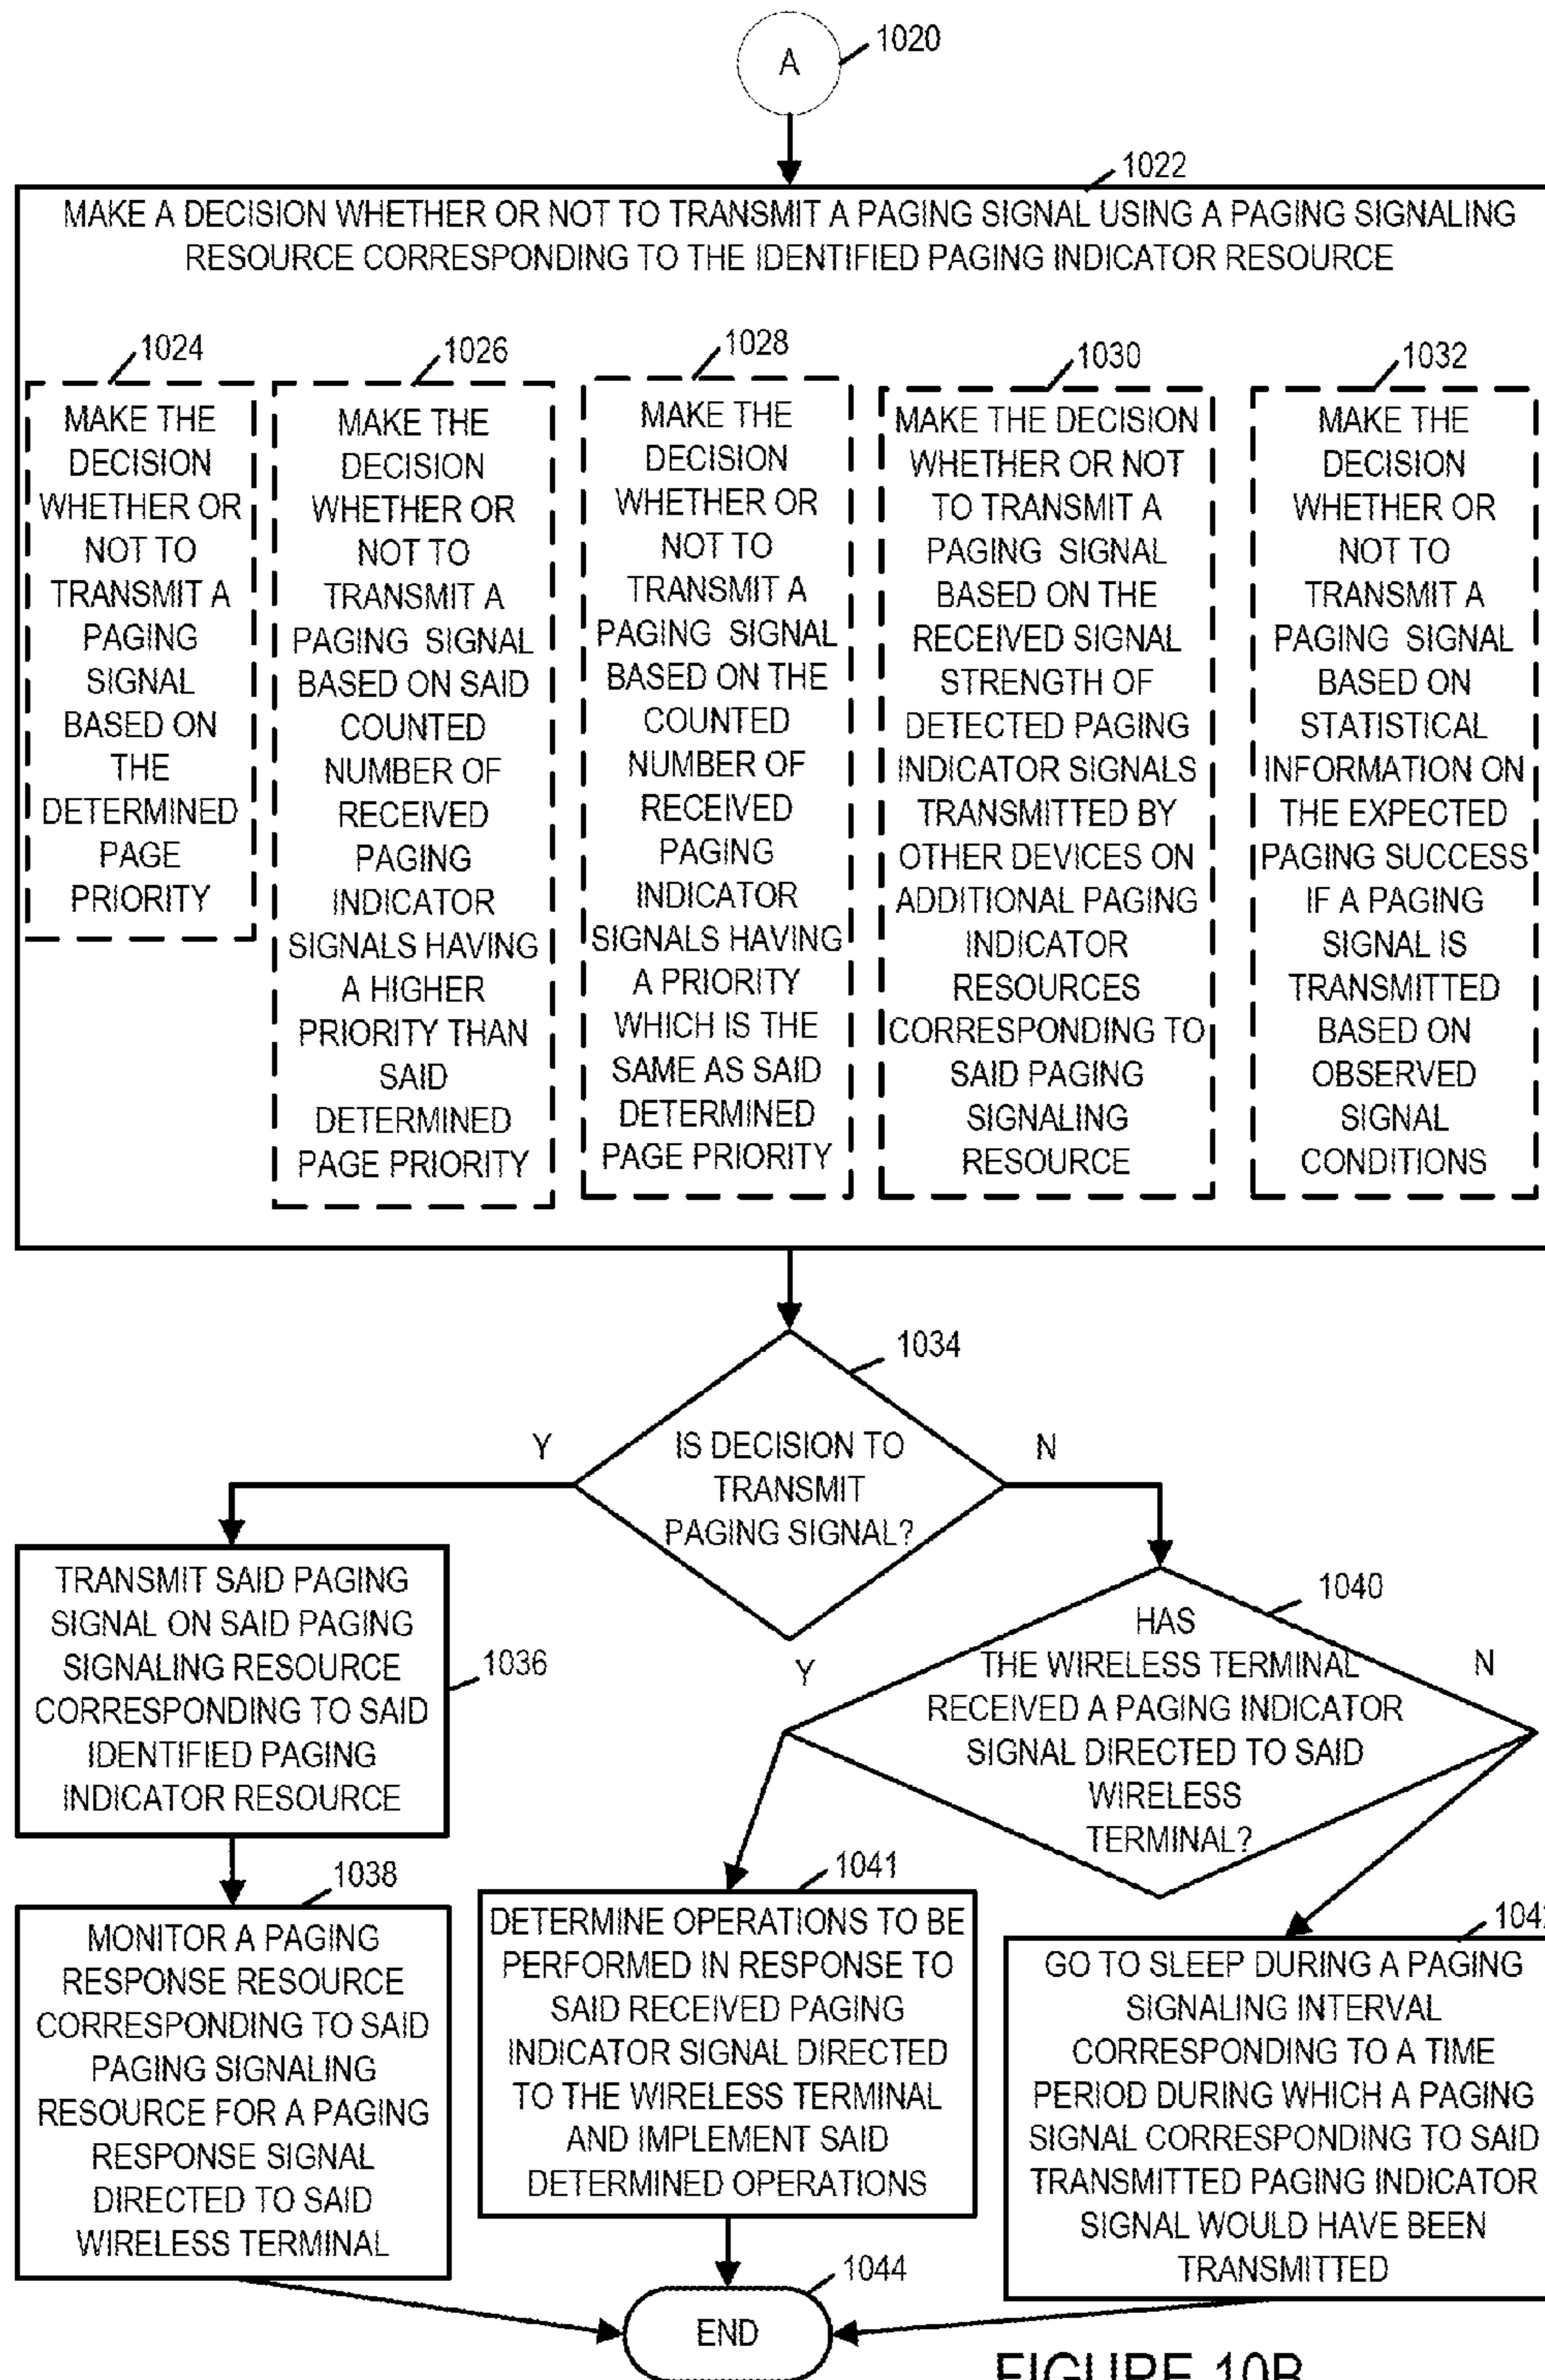 A
1020
1022
MAKE A DECISION WHETHER OR NOT TO TRANSMIT A PAGING SIGNAL USING A PAGING SIGNALING
RESOURCE CORRESPONDING TO THE IDENTIFIED PAGING INDICATOR RESOURCE
1024
MAKE THE
DECISION
WHETHER OR
NOT TO
TRANSMIT A
PAGING
SIGNAL
BASED ON
THE
DETERMINED
PAGE
PRIORITY
1026
MAKE THE
DECISION
WHETHER OR
NOT TO
TRANSMIT A
PAGING SIGNAL
BASED ON SAID
COUNTED
NUMBER OF
RECEIVED
PAGING
INDICATOR
SIGNALS HAVING
A HIGHER
PRIORITY THAN
SAID
DETERMINED
PAGE PRIORITY
1028
MAKE THE
DECISION
WHETHER OR
NOT TO
TRANSMIT A
PAGING SIGNAL
BASED ON THE
COUNTED
NUMBER OF
RECEIVED
PAGING
INDICATOR
SIGNALS HAVING
A PRIORITY
WHICH IS THE
SAME AS SAID
DETERMINED
PAGE PRIORITY
1030
MAKE THE DECISION
WHETHER OR NOT
TO TRANSMIT A
PAGING SIGNAL
BASED ON THE
RECEIVED SIGNAL
STRENGTH OF
DETECTED PAGING
INDICATOR SIGNALS
TRANSMITTED BY
OTHER DEVICES ON
ADDITIONAL PAGING
INDICATOR
RESOURCES
CORRESPONDING TO
SAID PAGING
SIGNALING
RESOURCE
1032
MAKE THE
DECISION
WHETHER OR
NOT TO
TRANSMIT A
PAGING SIGNAL
BASED ON
STATISTICAL
INFORMATION ON
THE EXPECTED
PAGING SUCCESS
IF A PAGING
SIGNAL IS
TRANSMITTED
BASED ON
OBSERVED
SIGNAL
CONDITIONS
1034
IS DECISION TO
TRANSMIT
PAGING SIGNAL?
Y
N
TRANSMIT SAID PAGING
SIGNAL ON SAID PAGING
SIGNALING RESOURCE
CORRESPONDING TO SAID
IDENTIFIED PAGING
INDICATOR RESOURCE
1036
1040
HAS
THE WIRELESS TERMINAL
RECEIVED A PAGING INDICATOR
SIGNAL DIRECTED TO SAID
WIRELESS
TERMINAL?
Y
N
1038
MONITOR A PAGING
RESPONSE RESOURCE
CORRESPONDING TO SAID
PAGING SIGNALING
RESOURCE FOR A PAGING
RESPONSE SIGNAL
DIRECTED TO SAID
WIRELESS TERMINAL
1041
DETERMINE OPERATIONS TO BE
PERFORMED IN RESPONSE TO
SAID RECEIVED PAGING
INDICATOR SIGNAL DIRECTED
TO THE WIRELESS TERMINAL
AND IMPLEMENT SAID
DETERMINED OPERATIONS
GO TO SLEEP DURING A PAGING
SIGNALING INTERVAL
CORRESPONDING TO A TIME
PERIOD DURING WHICH A PAGING
SIGNAL CORRESPONDING TO SAID
TRANSMITTED PAGING INDICATOR
SIGNAL WOULD HAVE BEEN
TRANSMITTED
1044
END
FIGURE 10B